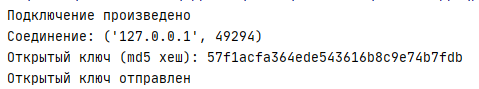 Подключение произведено
Соединение: ('127.0.0.1', 49294)
Открытый ключ (md5 хеш): 57f1acfa364ede543616b8c9e74b7fdb
Открытый ключ отправлен